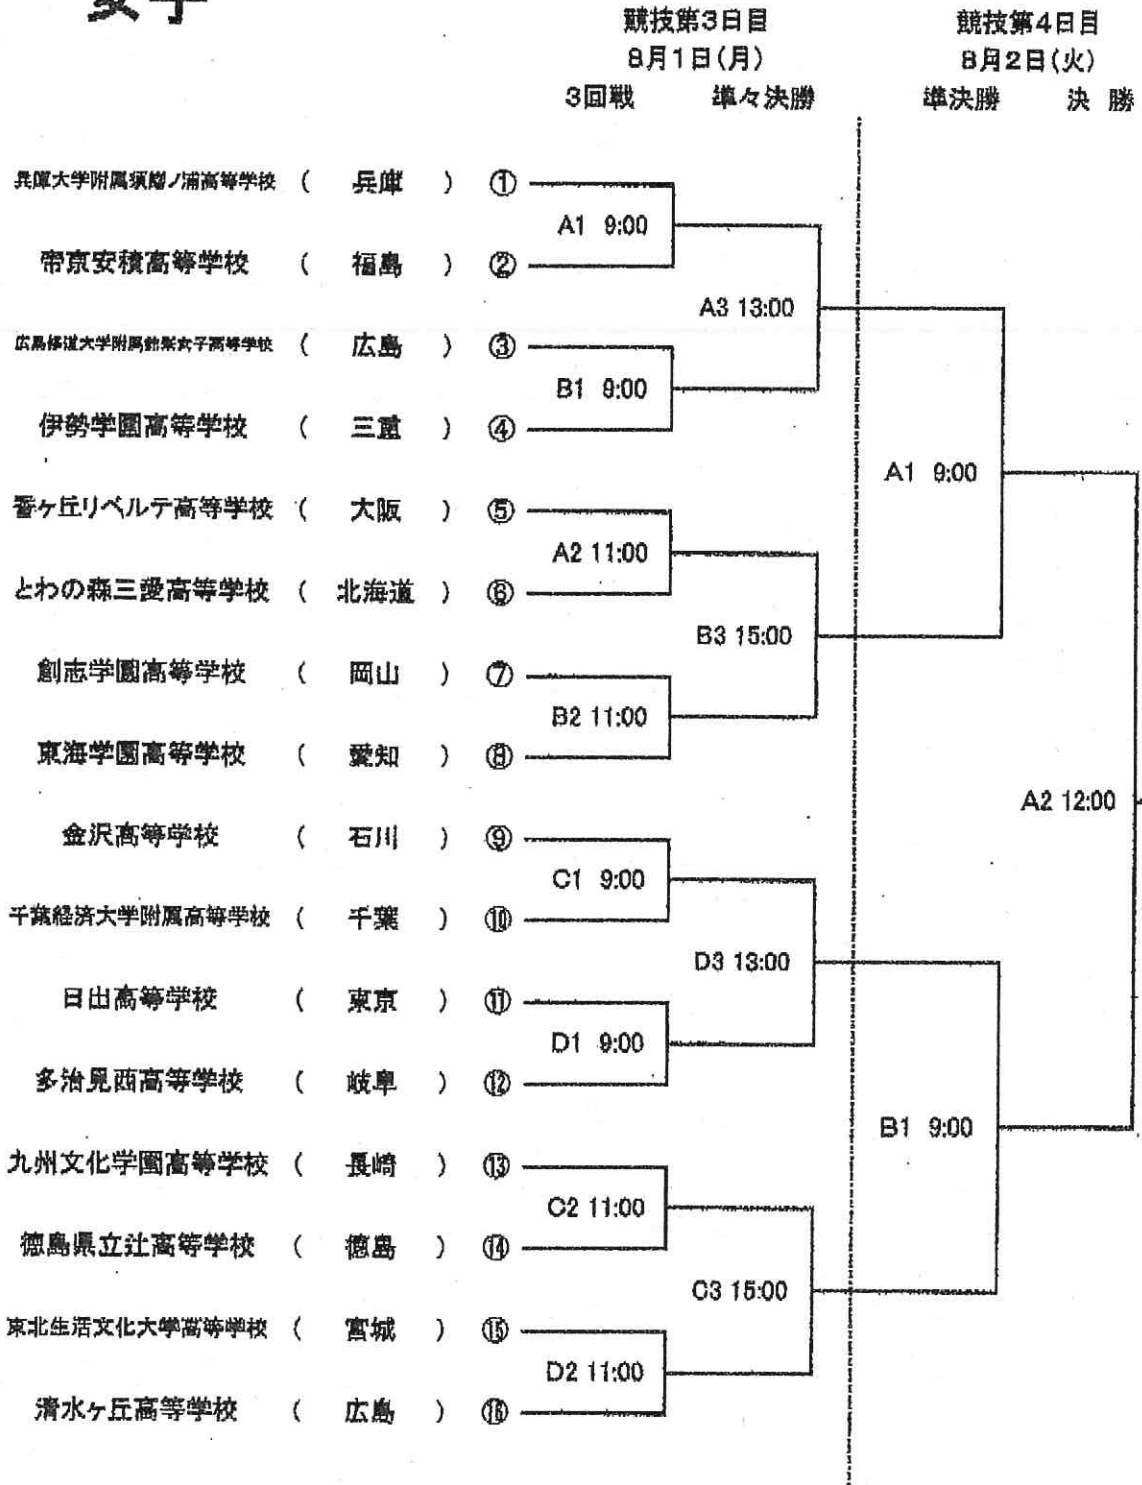 女子
競技第3日目
8月1日(月)
競技第4日目
8月2日(火)
3回戦 準々決勝 準決勝 決 勝
兵庫大学附属須磨ノ浦高等学校 ( 兵庫 ) ①
A1 9:00
帝京安積高等学校 ( 福島 ) ②
A3 13:00
広島修道大学附属鈴峯女子高等学校 ( 広島 ) ③
B1 9:00
伊勢学園高等学校 ( 三重 ) ④
A1 9:00
香ヶ丘リベルテ高等学校 ( 大阪 ) ⑤
A2 11:00
とわの森三愛高等学校 ( 北海道 ) ⑥
B3 15:00
創志学園高等学校 ( 岡山 ) ⑦
B2 11:00
東海学園高等学校 ( 愛知 ) ⑧
A2 12:00
金沢高等学校 ( 石川 ) ⑨
C1 9:00
千葉経済大学附属高等学校 ( 千葉 ) ⑩
D3 13:00
日出高等学校 ( 東京 ) ⑪
D1 9:00
多治見西高等学校 ( 岐阜 ) ⑫
B1 9:00
九州文化学園高等学校 ( 長崎 ) ⑬
C2 11:00
徳島県立辻高等学校 ( 徳島 ) ⑭
C3 15:00
東北生活文化大学高等学校 ( 宮城 ) ⑮
D2 11:00
清水ヶ丘高等学校 ( 広島 ) ⑯